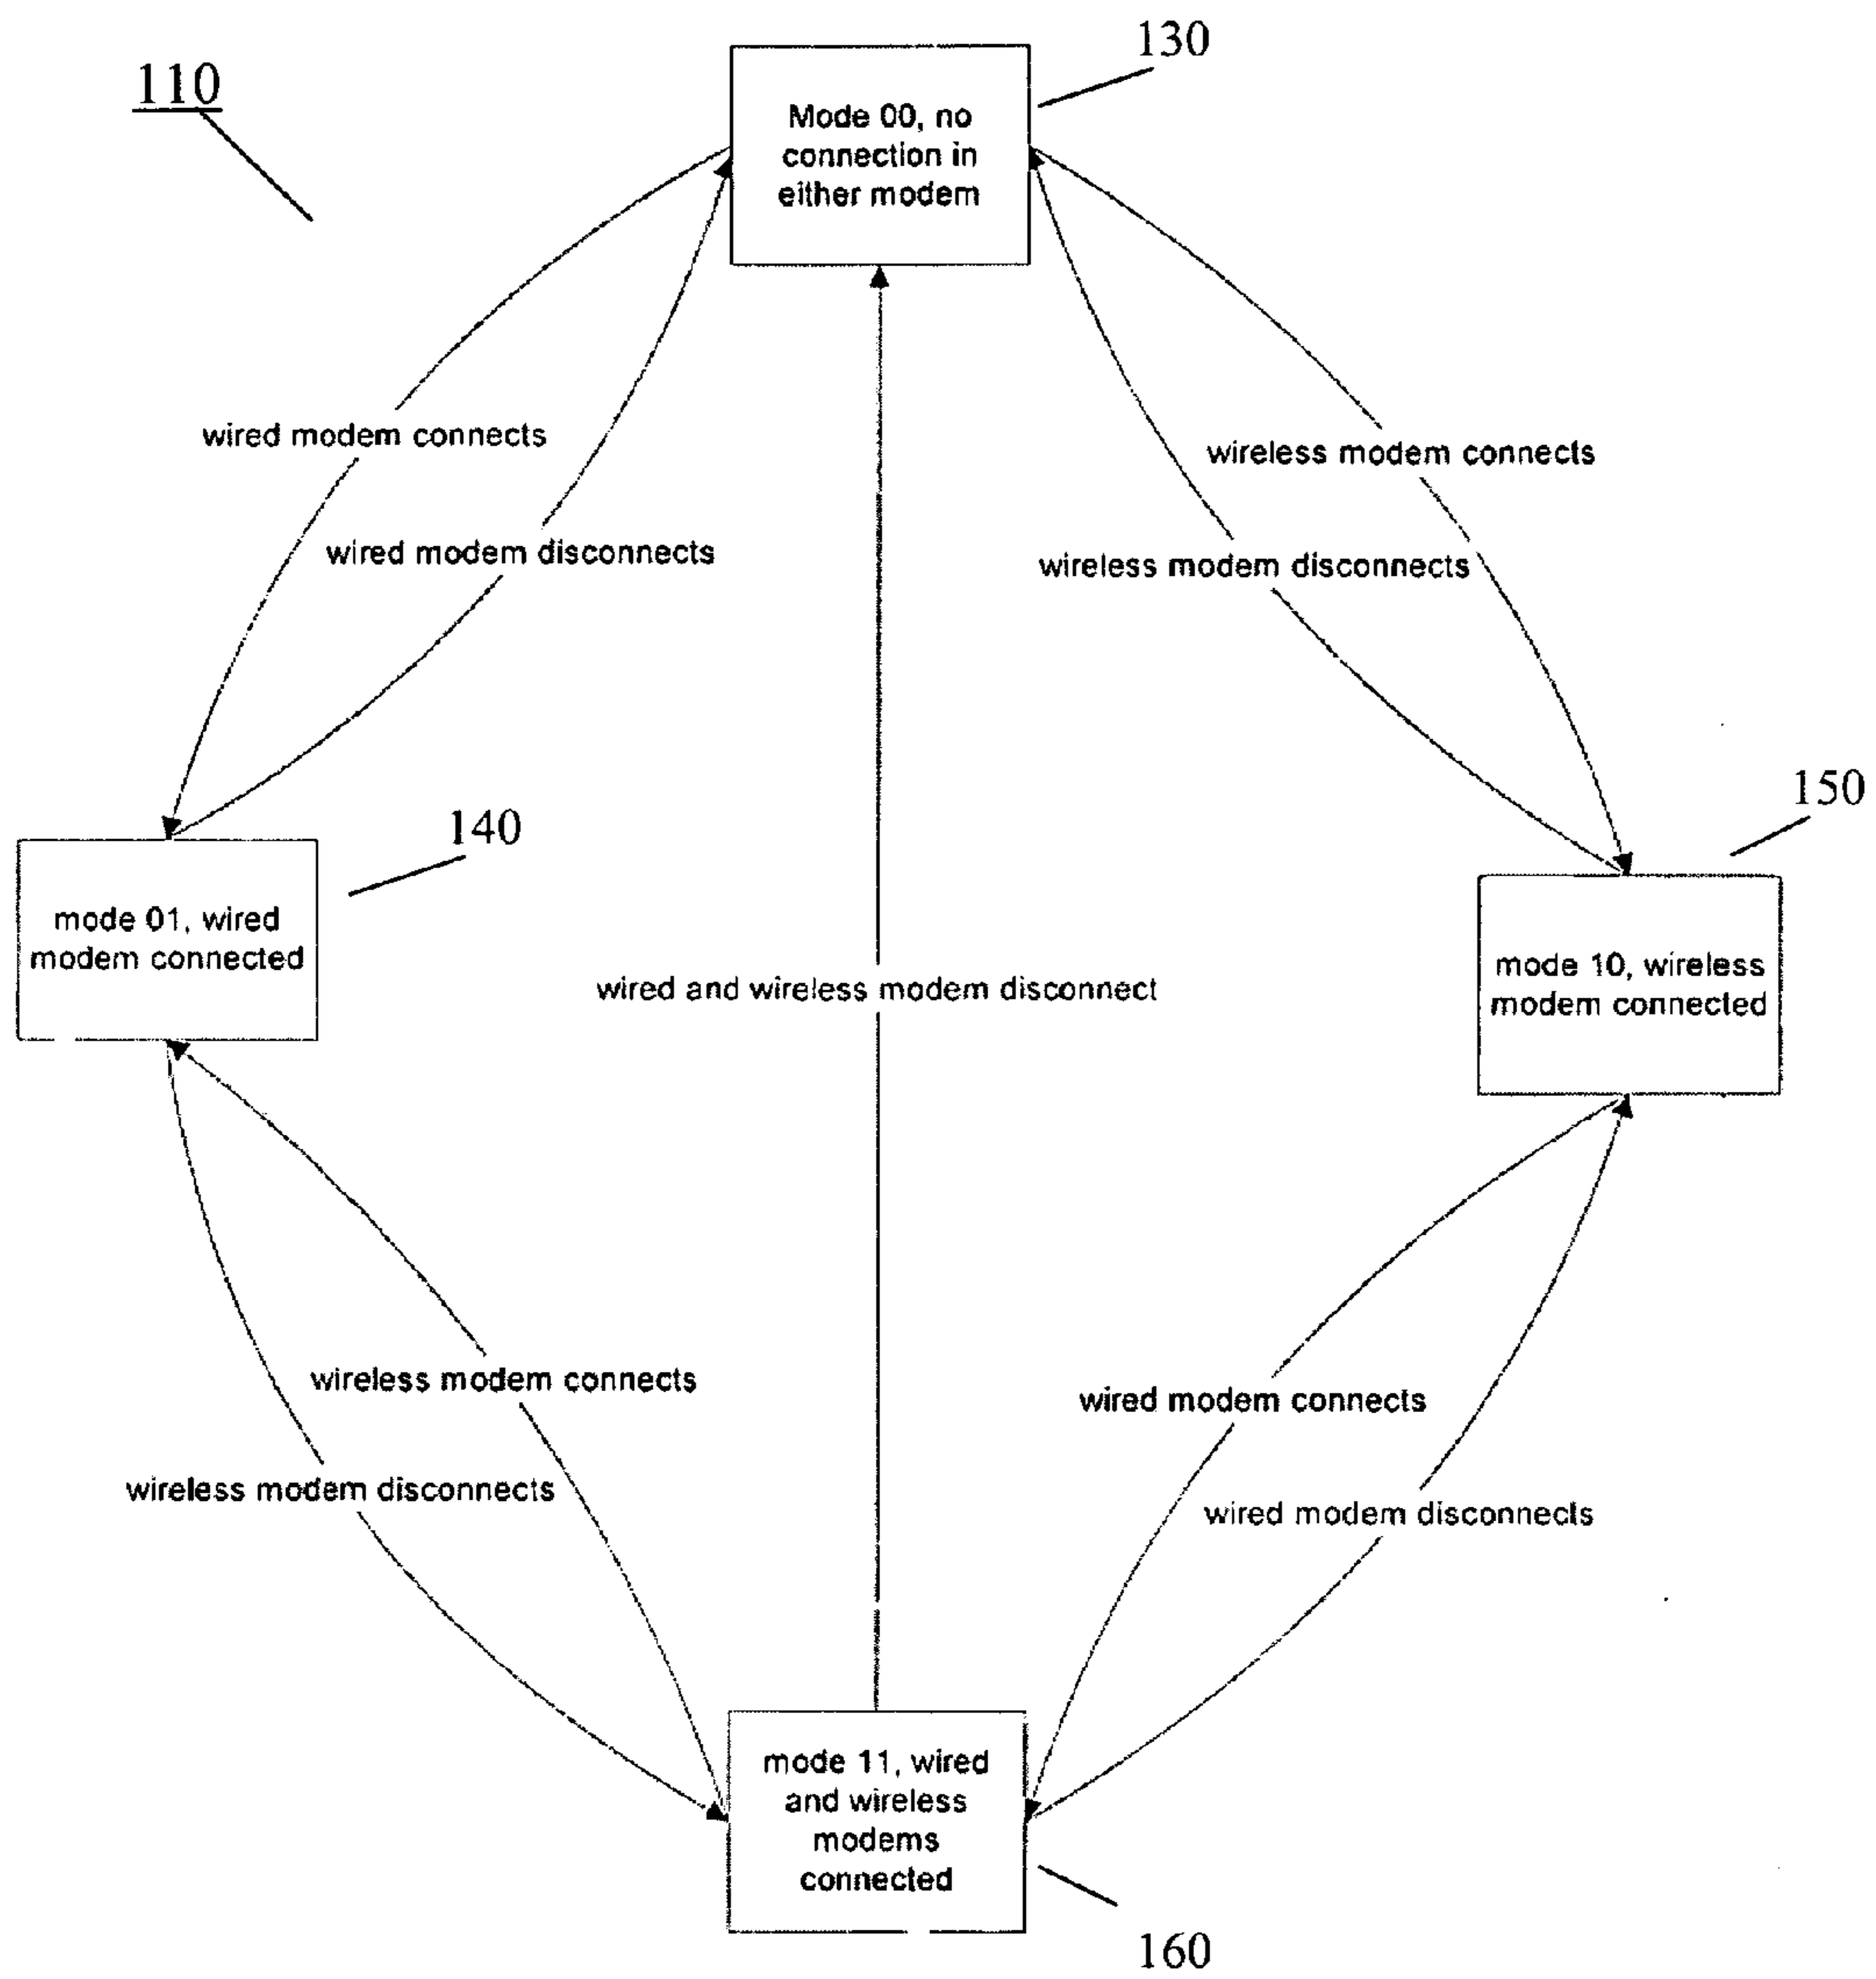 130
110
Mode 00, no
connection in
either modem
wired modem connects
wireless modem connects
wired modem disconnects
wireless modem disconnects
150
140
mode 01, wired
modem connected
mode 10, wireless
modem connected
wired and wireless modem disconnect
wireless modem connects
wired modem connects
wireless modem disconnects
wired modem disconnects
mode 11, wired
and wireless
modems
connected
160